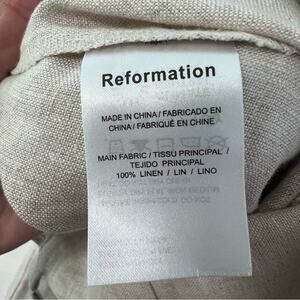 Reformation
MADE IN CHINA / FABRICADO EN
CHINA / FABRIQUÉ EN CHINE
MAIN FABRIC / TISSU PRINCIPAL /
TEJIDO PRINCIPAL
100% LINEN / LIN / LINO